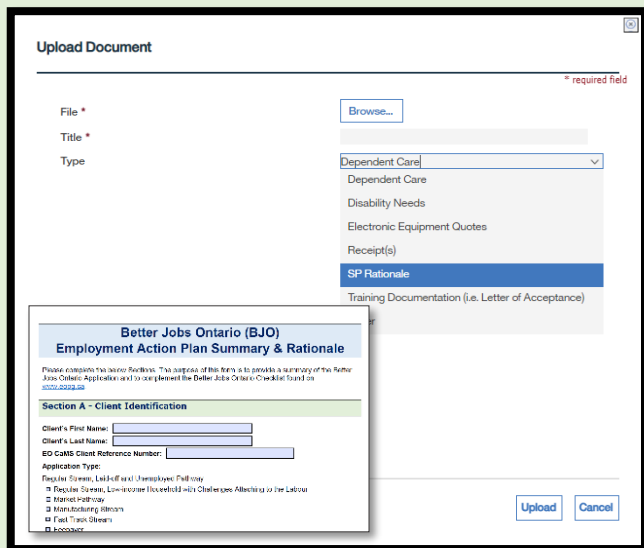 Upload Document
* required field
File *
Browse...
Title *
Type
Dependent Care
Dependent Care
Disability Needs
Electronic Equipment Quotes
Receipt(s)
SP Rationale
Training Documentation (i.e. Letter of Acceptance)
Better Jobs Ontario (BJO)
Employment Action Plan Summary & Rationale
Please complete the below Sections. The purpose of this form is to provide a summary of the Better
Jobs Ontario Application and to complement the Better Jobs Ontario Checklist found on
Section A - Client Identification
Client's First Name:
Client's Last Name:
EO CaMS Client Reference Number:
Application Type:
Regular Stream, Laid-off and Unemployed Pathway
Regular Stream, Low-income Household with Challenges Attaching to the Labour
Market Pathway
Manufacturing Stream
Fast Track Stream
Feepayer
Upload
Cancel